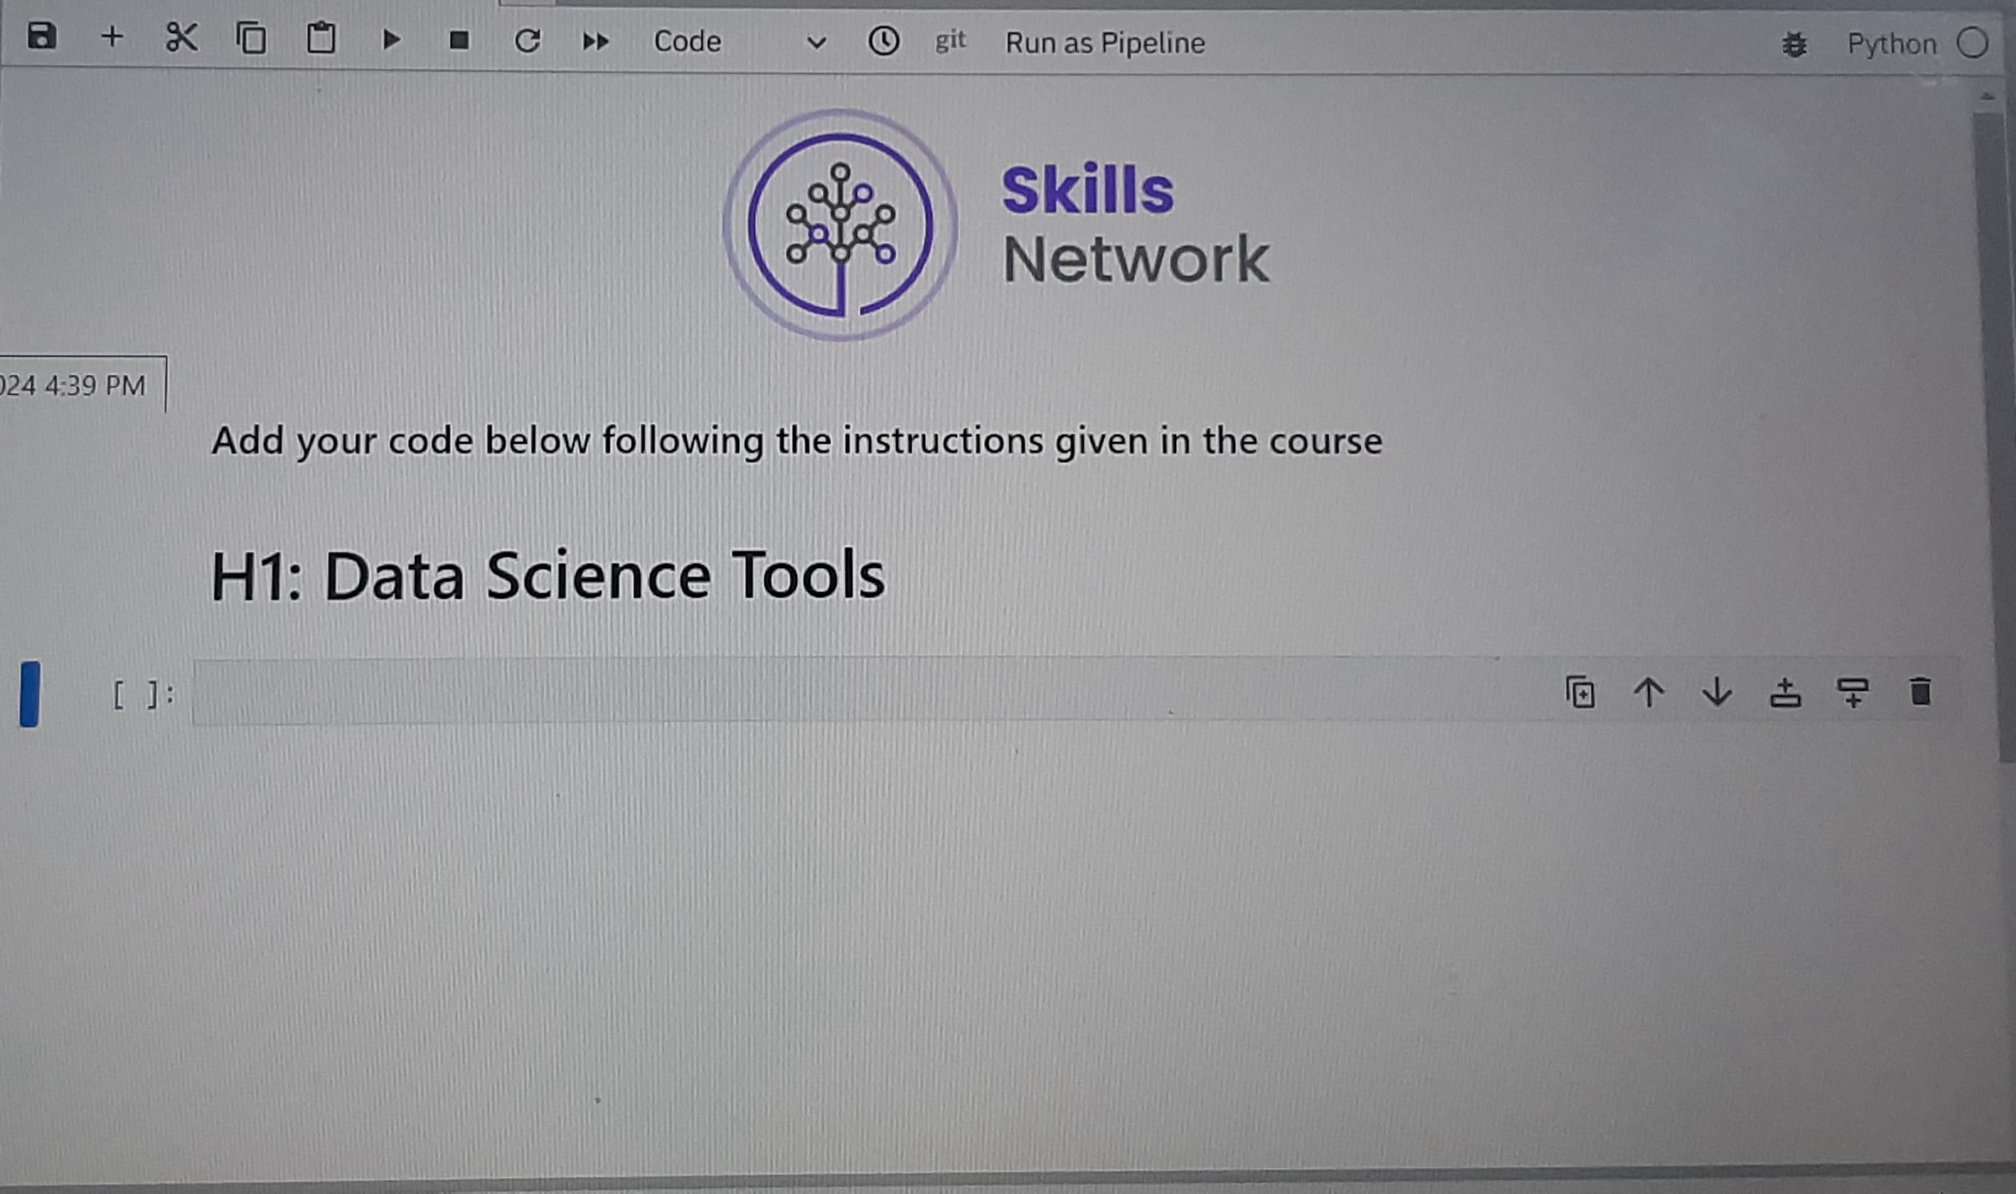 Code git Run as Pipeline Python
Skills
Network
024 4:39 PM
Add your code below following the instructions given in the course
H1: Data Science Tools
[ ]: